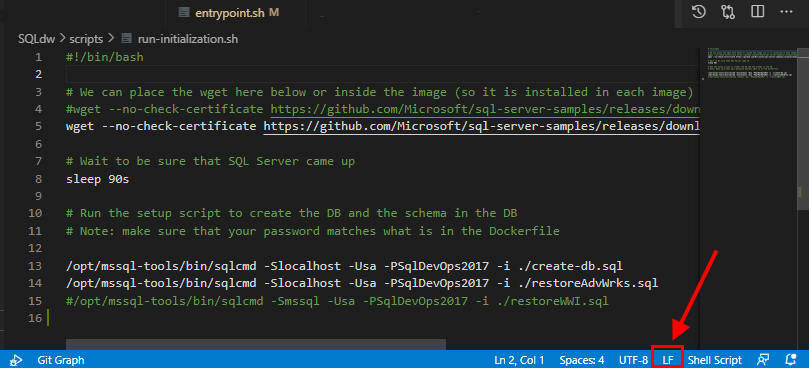 entrypoint.sh M
SQLdw > scripts > run-initialization.sh
1 #!/bin/bash
2
3 # We can place the wget here below or inside the image (so it is installed in each image)
4 #wget --no-check-certificate https://github.com/Microsoft/sql-server-samples/releases/down
5 wget --no-check-certificate https://github.com/Microsoft/sql-server-samples/releases/downl
6
7 # Wait to be sure that SQL Server came up
8 sleep 90s
9
10 # Run the setup script to create the DB and the schema in the DB
11 # Note: make sure that your password matches what is in the Dockerfile
12
13 /opt/mssql-tools/bin/sqlcmd -Slocalhost -Usa -PSqlDevOps2017 -i ./create-db.sql
14 /opt/mssql-tools/bin/sqlcmd -Slocalhost -Usa -PSqlDevOps2017 -i ./restoreAdvWrks.sql
15 #/opt/mssql-tools/bin/sqlcmd -Smssql -Usa -PSqlDevOps2017 -i ./restoreWWI.sql
16
Git Graph Ln 2, Col 1 Spaces: 4 UTF-8 LF Shell Script